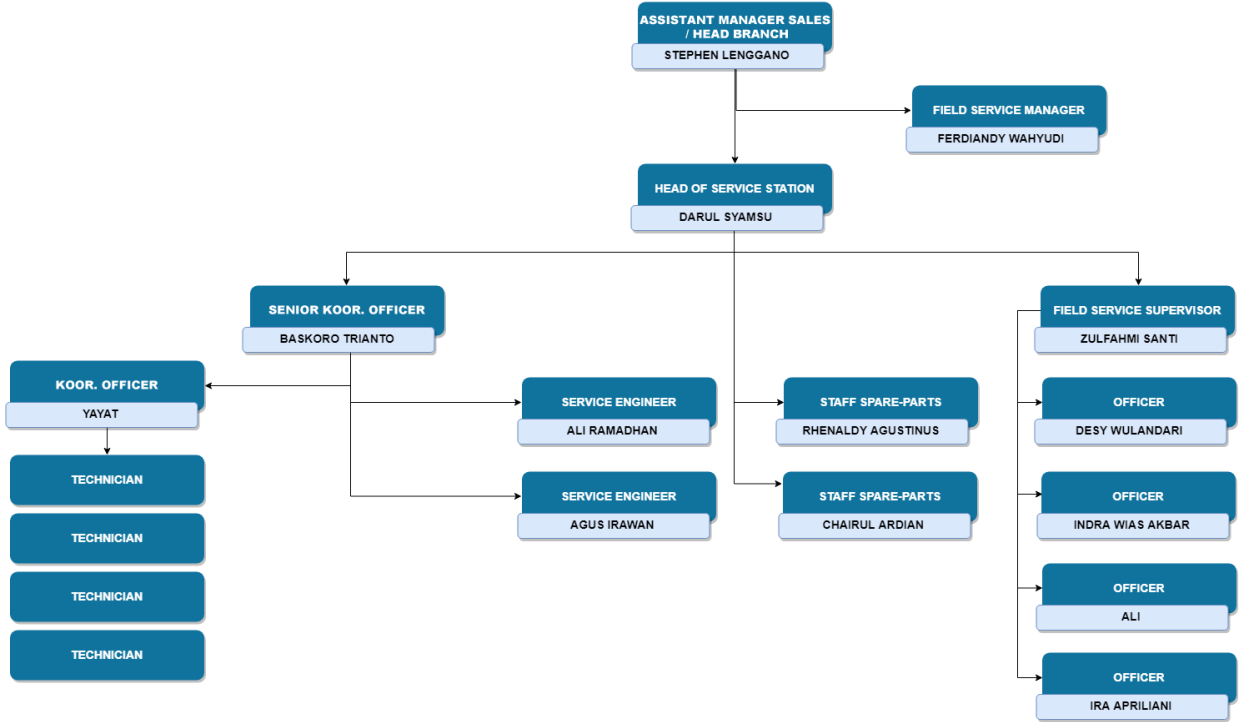 ASSISTANT MANAGER SALES
/ HEAD BRANCH
STEPHEN LENGGANO
FIELD SERVICE MANAGER
FERDIANDY WAHYUDI
HEAD OF SERVICE STATION
DARUL SYAMSU
SENIOR KOOR. OFFICER
BASKORO TRIANTO
FIELD SERVICE SUPERVISOR
ZULFAHMI SANTI
KOOR. OFFICER
YAYAT
SERVICE ENGINEER
ALI RAMADHAN
STAFF SPARE-PARTS
RHENALDY AGUSTINUS
OFFICER
DESY WULANDARI
TECHNICIAN
SERVICE ENGINEER
AGUS IRAWAN
STAFF SPARE-PARTS
CHAIRUL ARDIAN
OFFICER
INDRA WIAS AKBAR
TECHNICIAN
TECHNICIAN
OFFICER
ALI
TECHNICIAN
OFFICER
IRA APRILIANI